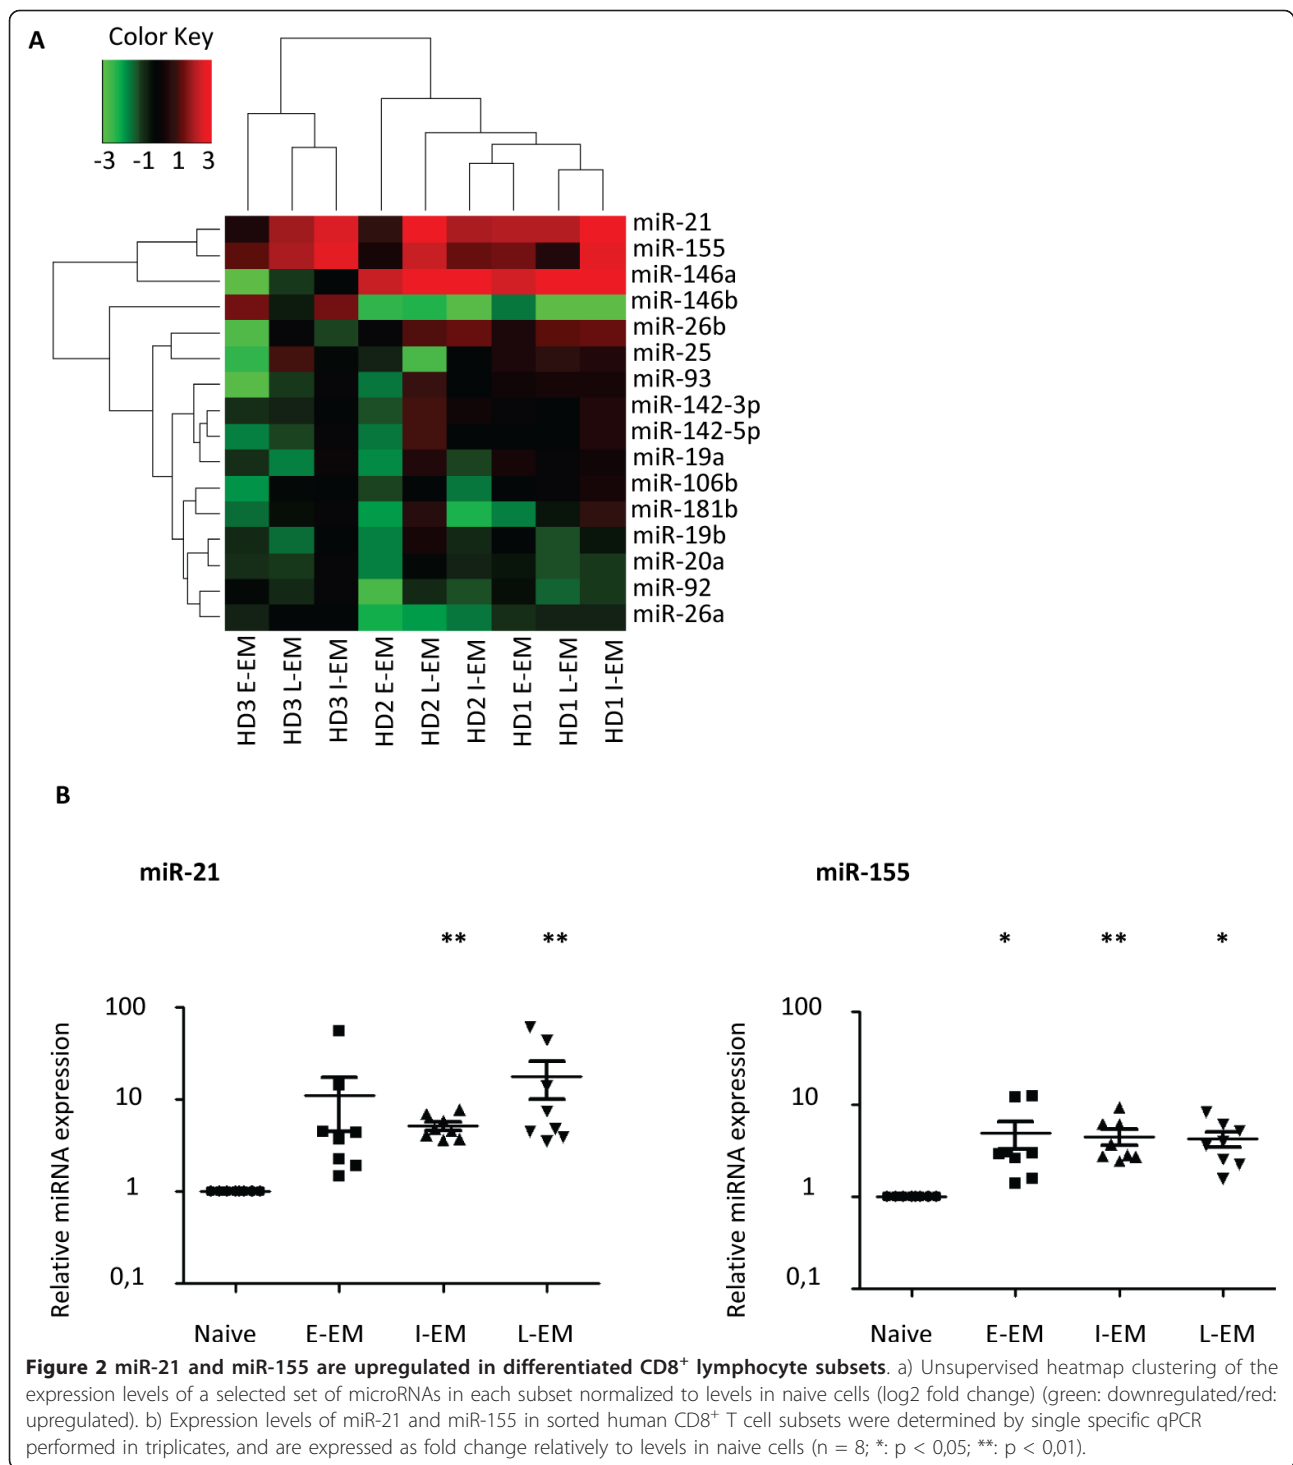 A
Color Key
-3 -1 1 3
miR-21
miR-155
miR-146a
miR-146b
miR-26b
miR-25
miR-93
miR-142-3p
miR-142-5p
miR-19a
miR-106b
miR-181b
miR-19b
miR-20a
miR-92
miR-26a
HD3 E-EM
HD3 L-EM
HD3 I-EM
HD2 E-EM
HD2 L-EM
HD2 I-EM
HD1 E-EM
HD1 L-EM
HD1 I-EM
B
miR-21
** **
Relative miRNA expression
100
10
1
0,1
Naive E-EM I-EM L-EM
miR-155
* ** *
Relative miRNA expression
100
10
1
0,1
Naive E-EM I-EM L-EM
Figure 2 miR-21 and miR-155 are upregulated in differentiated CD8⁺ lymphocyte subsets. a) Unsupervised heatmap clustering of the
expression levels of a selected set of microRNAs in each subset normalized to levels in naive cells (log2 fold change) (green: downregulated/red:
upregulated). b) Expression levels of miR-21 and miR-155 in sorted human CD8⁺ T cell subsets were determined by single specific qPCR
performed in triplicates, and are expressed as fold change relatively to levels in naive cells (n = 8; *: p < 0,05; **: p < 0,01).